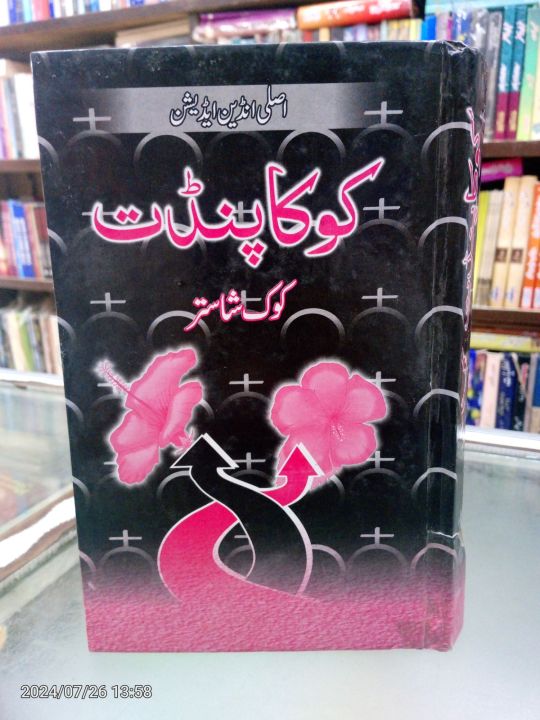 اصلی انڈین ایڈیشن
کوکا پنڈت
کوک شاستر
2024/07/26 13:58